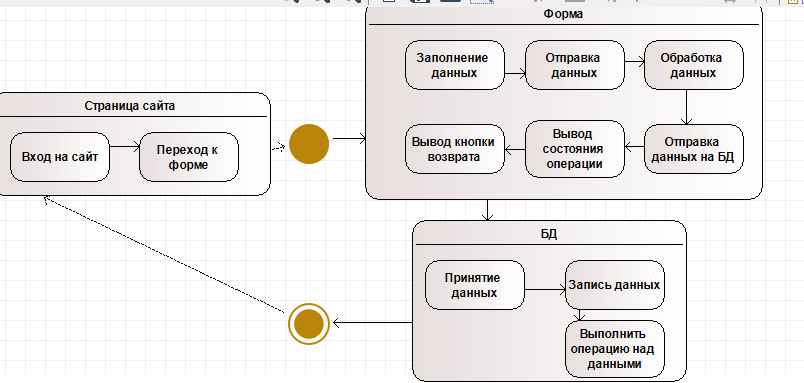 Форма
Заполнение
данных
Отправка
данных
Обработка
данных
Страница сайта
Вход на сайт
Переход к
форме
Вывод кнопки
возврата
Вывод
состояния
операции
Отправка
данных на БД
БД
Принятие
данных
Запись данных
Выполнить
операцию над
данными